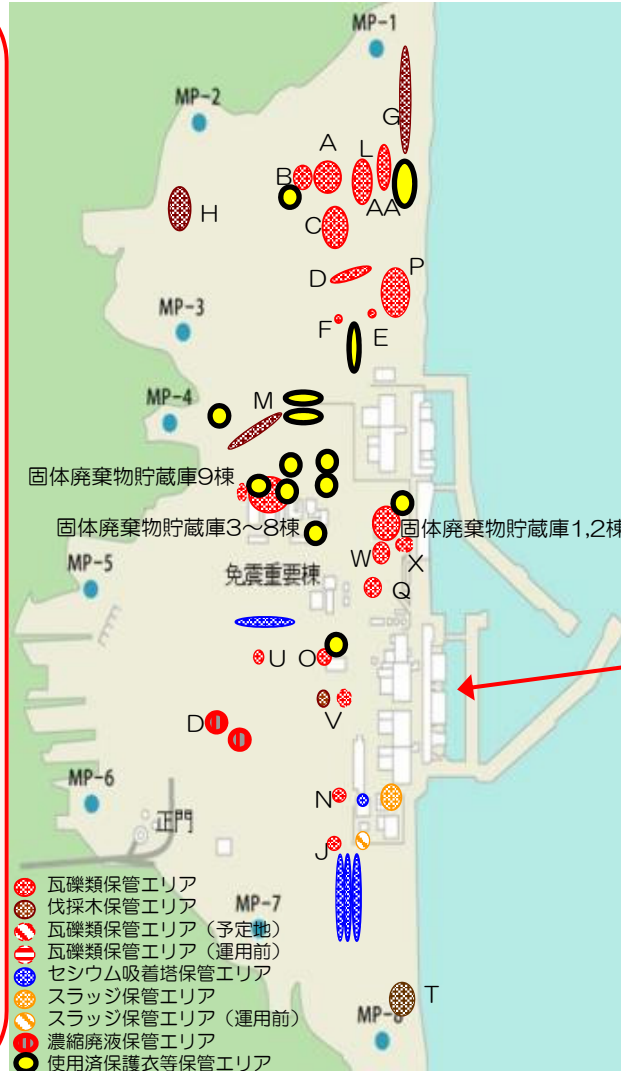 MP-1
MP-2
G
A
L
B
AA
H
C
D
P
MP-3
F
E
MP-4
M
固体廃棄物貯蔵庫9棟
固体廃棄物貯蔵庫3〜8棟
固体廃棄物貯蔵庫1,2棟
W
X
MP-5
免震重要棟
Q
U
O
V
D
MP-6
N
正門
J
瓦礫類保管エリア
伐採木保管エリア
MP-7
瓦礫類保管エリア（予定地）
瓦礫類保管エリア（運用前）
セシウム吸着塔保管エリア
スラッジ保管エリア
T
スラッジ保管エリア（運用前）
MP-8
濃縮廃液保管エリア
使用済保護衣等保管エリア